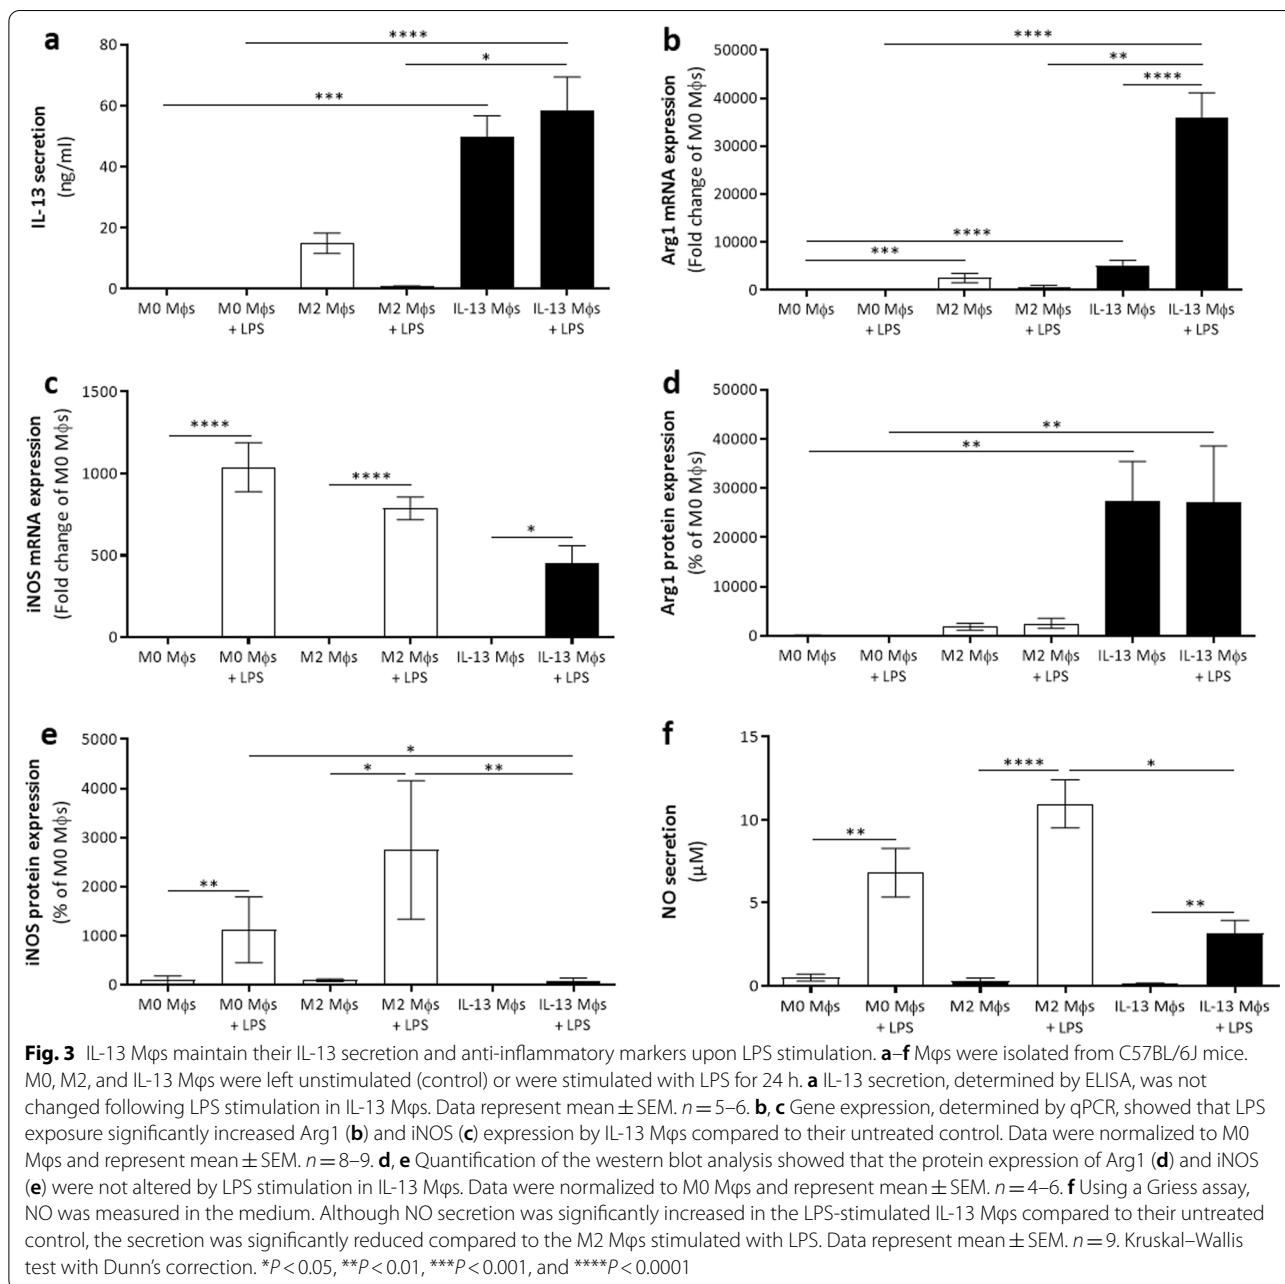 a
IL-13 secretion
(ng/ml)
80
60
40
20
0
****
*
***
M0 Mϕs
M0 Mϕs
+ LPS
M2 Mϕs
M2 Mϕs
+ LPS
IL-13 Mϕs
IL-13 Mϕs
+ LPS
b
Arg1 mRNA expression
(Fold change of M0 Mϕs)
50000
40000
30000
20000
10000
0
****
**
****
****
***
M0 Mϕs
M0 Mϕs
+ LPS
M2 Mϕs
M2 Mϕs
+ LPS
IL-13 Mϕs
IL-13 Mϕs
+ LPS
c
iNOS mRNA expression
(Fold change of M0 Mϕs)
1500
1000
500
0
****
****
*
M0 Mϕs
M0 Mϕs
+ LPS
M2 Mϕs
M2 Mϕs
+ LPS
IL-13 Mϕs
IL-13 Mϕs
+ LPS
d
Arg1 protein expression
(% of M0 Mϕs)
50000
40000
30000
20000
10000
0
**
**
M0 Mϕs
M0 Mϕs
+ LPS
M2 Mϕs
M2 Mϕs
+ LPS
IL-13 Mϕs
IL-13 Mϕs
+ LPS
e
iNOS protein expression
(% of M0 Mϕs)
5000
4000
3000
2000
1000
0
*
*
**
**
M0 Mϕs
M0 Mϕs
+ LPS
M2 Mϕs
M2 Mϕs
+ LPS
IL-13 Mϕs
IL-13 Mϕs
+ LPS
f
NO secretion
(µM)
15
10
5
0
****
*
**
**
M0 Mϕs
M0 Mϕs
+ LPS
M2 Mϕs
M2 Mϕs
+ LPS
IL-13 Mϕs
IL-13 Mϕs
+ LPS
Fig. 3 IL-13 Mφs maintain their IL-13 secretion and anti-inflammatory markers upon LPS stimulation. a–f Mφs were isolated from C57BL/6J mice.
M0, M2, and IL-13 Mφs were left unstimulated (control) or were stimulated with LPS for 24 h. a IL-13 secretion, determined by ELISA, was not
changed following LPS stimulation in IL-13 Mφs. Data represent mean ± SEM. n = 5–6. b, c Gene expression, determined by qPCR, showed that LPS
exposure significantly increased Arg1 (b) and iNOS (c) expression by IL-13 Mφs compared to their untreated control. Data were normalized to M0
Mφs and represent mean ± SEM. n = 8–9. d, e Quantification of the western blot analysis showed that the protein expression of Arg1 (d) and iNOS
(e) were not altered by LPS stimulation in IL-13 Mφs. Data were normalized to M0 Mφs and represent mean ± SEM. n = 4–6. f Using a Griess assay,
NO was measured in the medium. Although NO secretion was significantly increased in the LPS-stimulated IL-13 Mφs compared to their untreated
control, the secretion was significantly reduced compared to the M2 Mφs stimulated with LPS. Data represent mean ± SEM. n = 9. Kruskal–Wallis
test with Dunn's correction. *P < 0.05, **P < 0.01, ***P < 0.001, and ****P < 0.0001